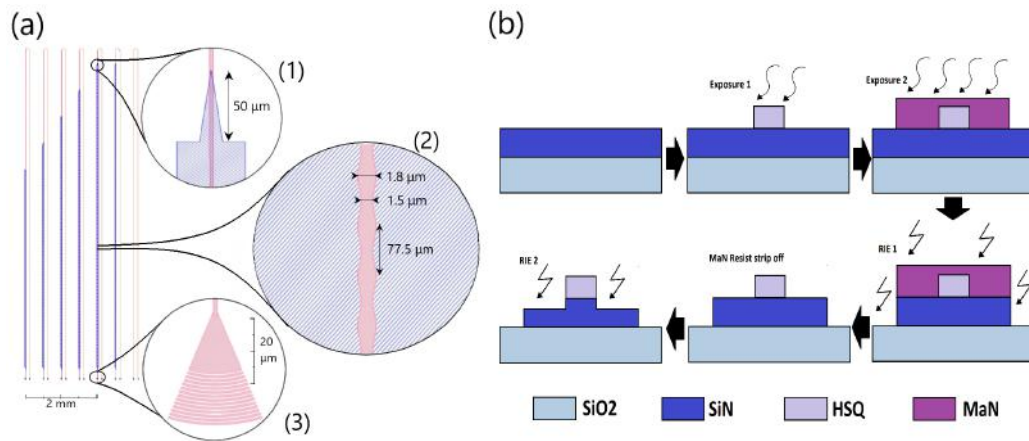 (a)
(1)
50 µm
(2)
1.8 µm
1.5 µm
77.5 µm
20
µm
2 mm
(3)
(b)
Exposure 1
Exposure 2
RIE 1
MaN Resist strip off
RIE 2
SiO2
SiN
HSQ
MaN